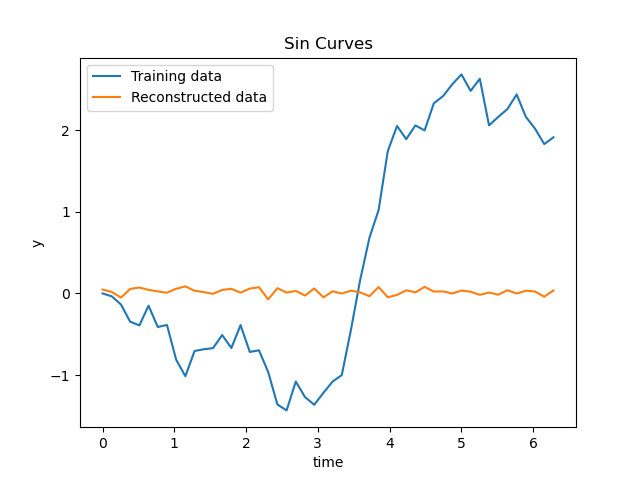 Sin Curves
Training data
Reconstructed data
y
2
1
0
−1
0 1 2 3 4 5 6
time